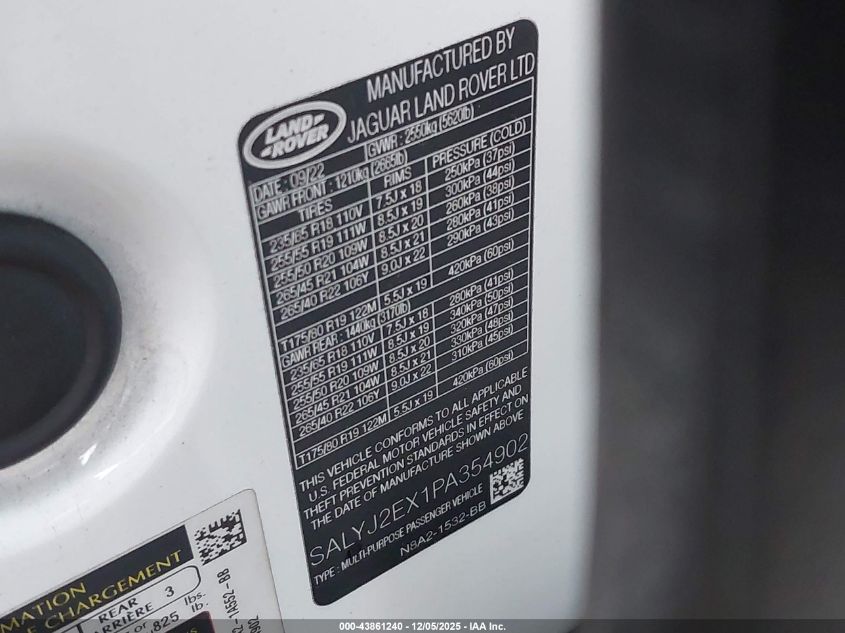 MANUFACTURED BY
JAGUAR LAND ROVER LTD
LAND-
-ROVER
DATE : 09/22 GVWR : 2550kg (5620lb)
GAWR FRONT : 1210kg (2665lb)
TIRES RIMS PRESSURE (COLD)
235/65 R18 110V 7.5J x 18 250kPa (37psi)
255/55 R19 111W 8.5J x 19 300kPa (44psi)
255/50 R20 109W 8.5J x 20 260kPa (38psi)
265/45 R21 104W 8.5J x 21 280kPa (41psi)
265/40 R22 106Y 9.0J x 22 290kPa (43psi)
T175/80 R19 122M 5.5J x 19 420kPa (60psi)
GAWR REAR : 1440kg (3170lb)
235/65 R18 110V 7.5J x 18 280kPa (41psi)
255/55 R19 111W 8.5J x 19 340kPa (50psi)
255/50 R20 109W 8.5J x 20 320kPa (47psi)
265/45 R21 104W 8.5J x 21 330kPa (48psi)
265/40 R22 106Y 9.0J x 22 310kPa (45psi)
T175/80 R19 122M 5.5J x 19 420kPa (60psi)
THIS VEHICLE CONFORMS TO ALL APPLICABLE
U.S. FEDERAL MOTOR VEHICLE SAFETY AND
THEFT PREVENTION STANDARDS IN EFFECT ON
THE DATE OF MANUFACTURE SHOWN ABOVE
SALYJ2EX1PA354902
TYPE : MULTI-PURPOSE PASSENGER VEHICLE
N8A2-1532-BB
MATION
CHARGEMENT
REAR
ARRIÈRE 3
or 825 lbs.
lb.
-1A552-BB
000-43861240 - 12/05/2025 - IAA Inc.